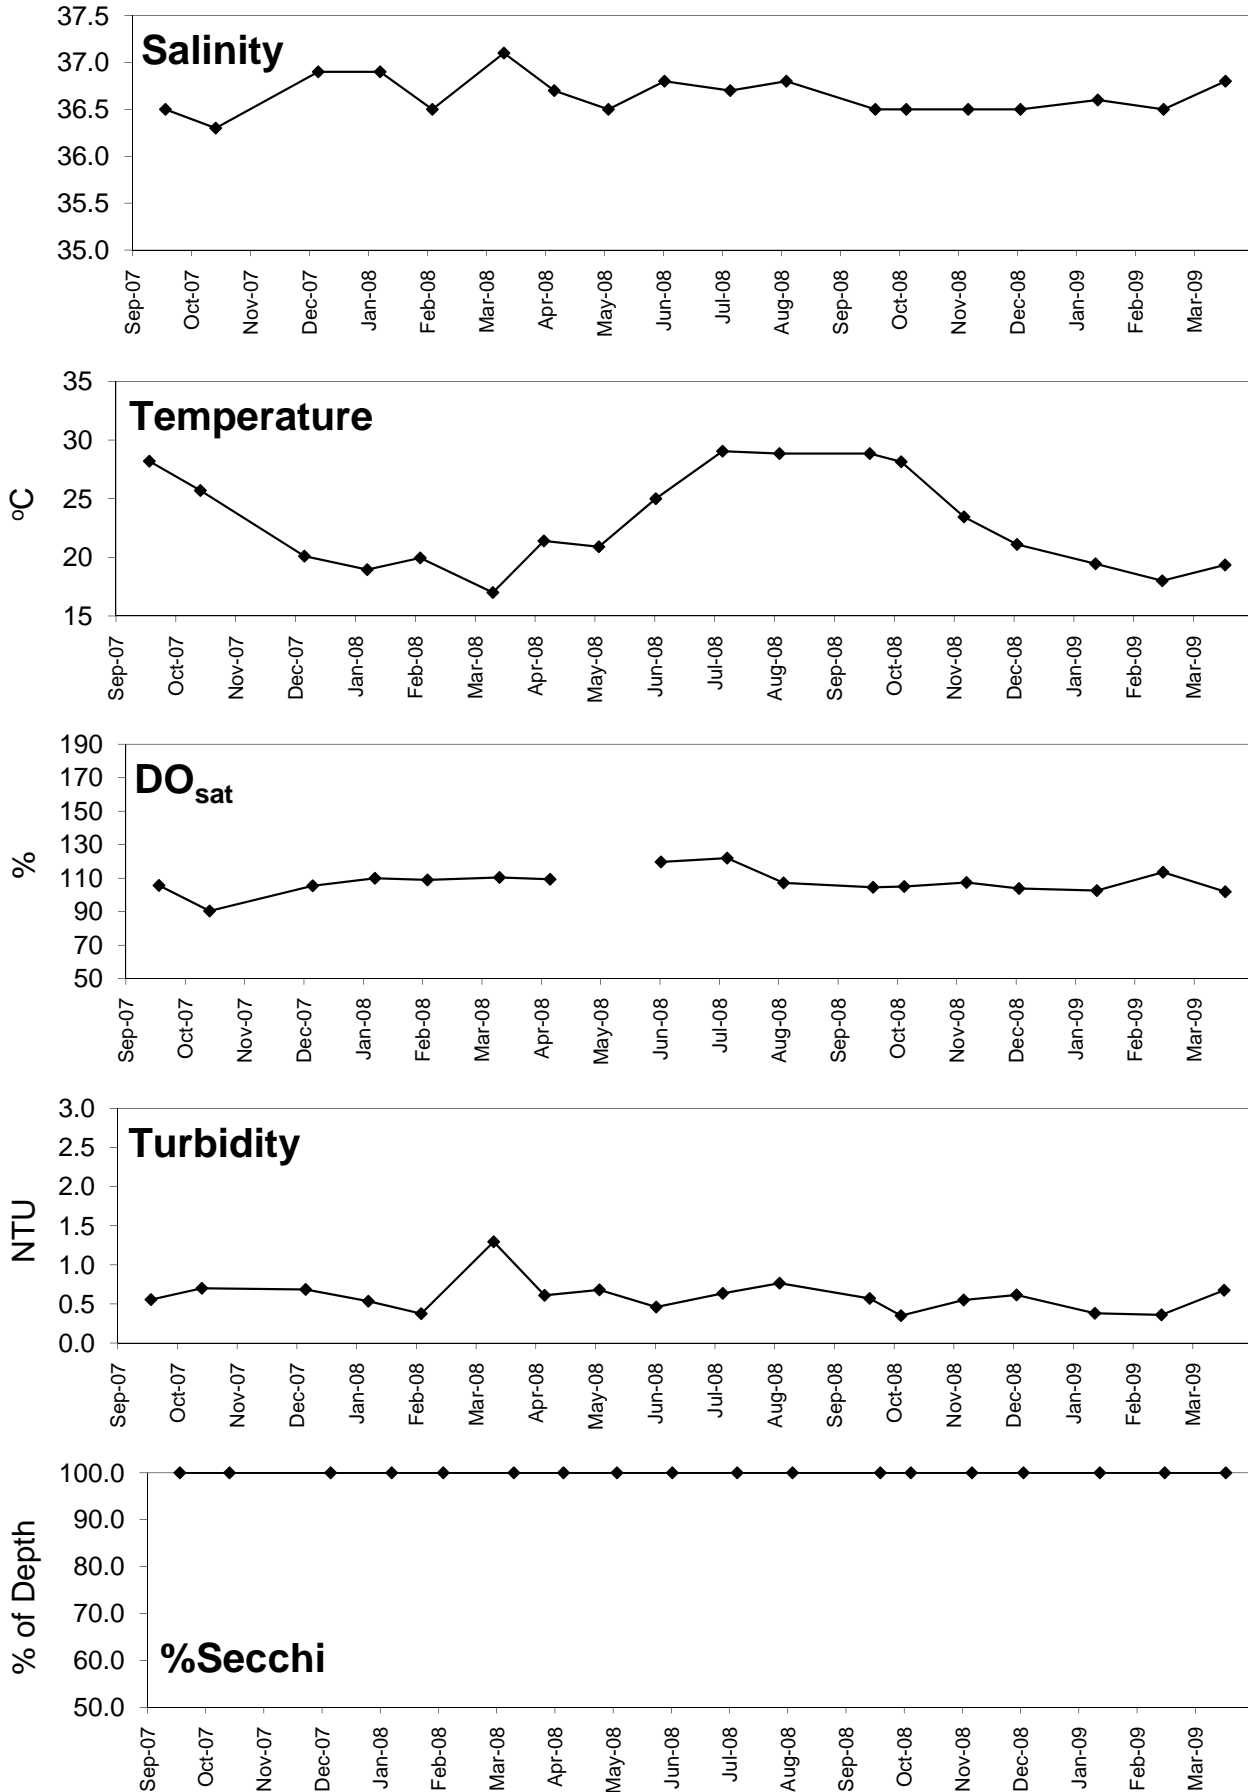 Salinity
37.5
37.0
36.5
36.0
35.5
35.0
Sep-07 Oct-07 Nov-07 Dec-07 Jan-08 Feb-08 Mar-08 Apr-08 May-08 Jun-08 Jul-08 Aug-08 Sep-08 Oct-08 Nov-08 Dec-08 Jan-09 Feb-09 Mar-09
Temperature
ºC
35
30
25
20
15
Sep-07 Oct-07 Nov-07 Dec-07 Jan-08 Feb-08 Mar-08 Apr-08 May-08 Jun-08 Jul-08 Aug-08 Sep-08 Oct-08 Nov-08 Dec-08 Jan-09 Feb-09 Mar-09
DOsat
%
190
170
150
130
110
90
70
50
Sep-07 Oct-07 Nov-07 Dec-07 Jan-08 Feb-08 Mar-08 Apr-08 May-08 Jun-08 Jul-08 Aug-08 Sep-08 Oct-08 Nov-08 Dec-08 Jan-09 Feb-09 Mar-09
Turbidity
NTU
3.0
2.5
2.0
1.5
1.0
0.5
0.0
Sep-07 Oct-07 Nov-07 Dec-07 Jan-08 Feb-08 Mar-08 Apr-08 May-08 Jun-08 Jul-08 Aug-08 Sep-08 Oct-08 Nov-08 Dec-08 Jan-09 Feb-09 Mar-09
%Secchi
% of Depth
100.0
90.0
80.0
70.0
60.0
50.0
Sep-07 Oct-07 Nov-07 Dec-07 Jan-08 Feb-08 Mar-08 Apr-08 May-08 Jun-08 Jul-08 Aug-08 Sep-08 Oct-08 Nov-08 Dec-08 Jan-09 Feb-09 Mar-09